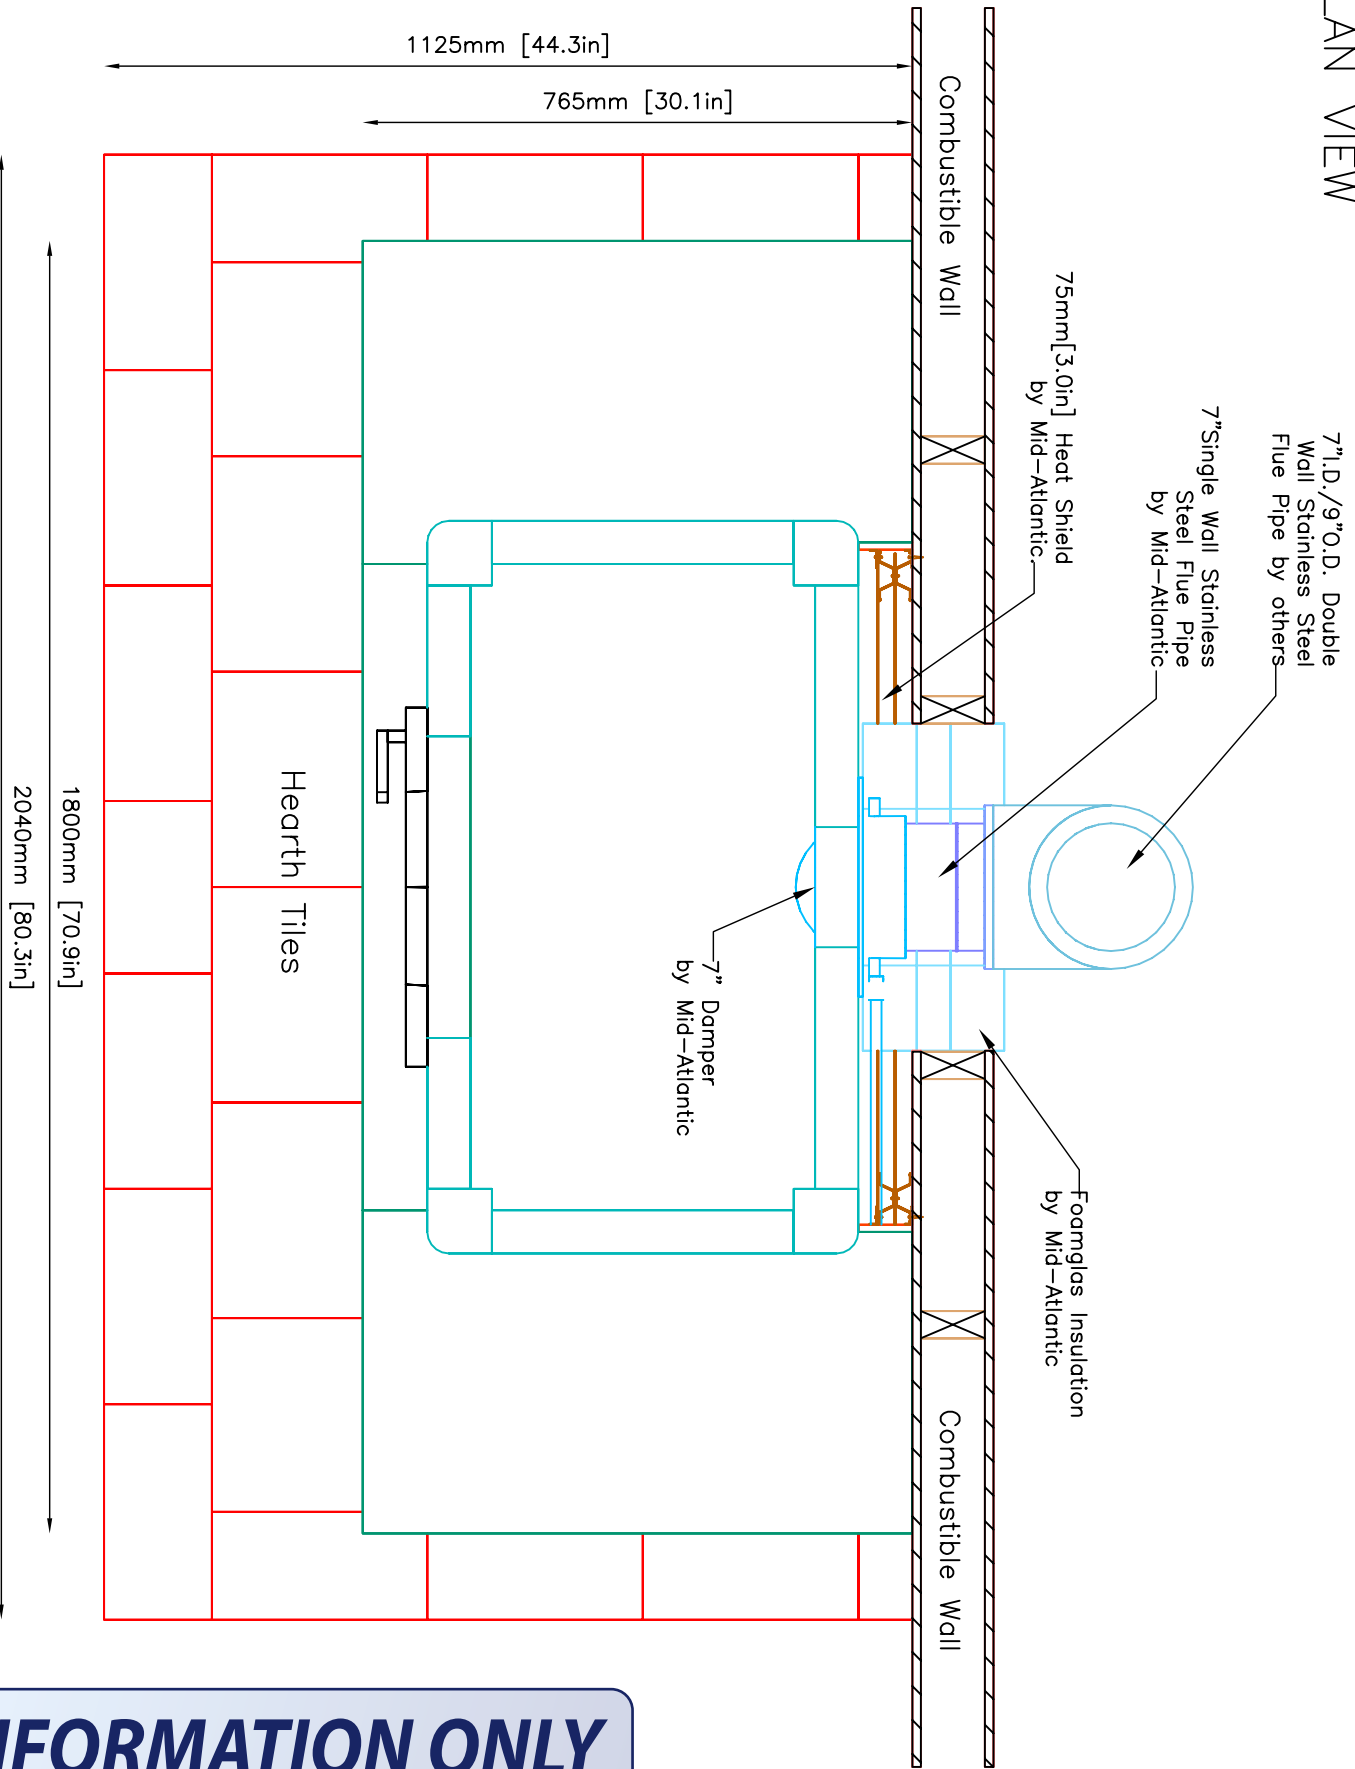 LAN VIEW
7"I.D./9"O.D. Double
Wall Stainless Steel
Flue Pipe by others
7"Single Wall Stainless
Steel Flue Pipe
by Mid-Atlantic
75mm[3.0in] Heat Shield
by Mid-Atlantic.
Foamglas Insulation
by Mid-Atlantic
Combustible Wall
Combustible Wall
7" Damper
by Mid-Atlantic
Hearth Tiles
1125mm [44.3in]
765mm [30.1in]
1800mm [70.9in]
2040mm [80.3in]
NFORMATION ONLY